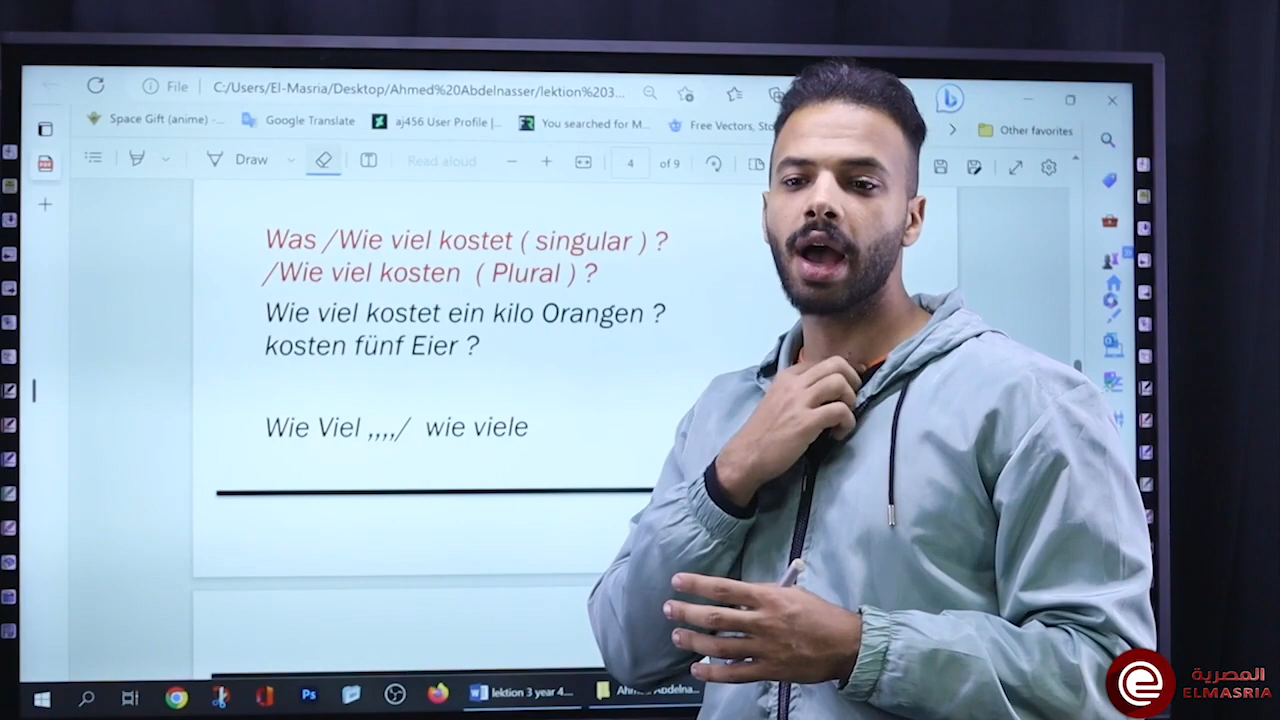 File
C:/Users/El-Masria/Desktop/Ahmed%20Abdelnasser/lektion%203...
Space Gift (anime) -...
Google Translate
aj456 User Profile |...
You searched for M...
Free Vectors, Sto
Other favorites
Draw
Read aloud
4
of 9
Was /Wie viel kostet ( singular ) ?
/Wie viel kosten ( Plural ) ?
Wie viel kostet ein kilo Orangen ?
kosten fünf Eier ?
Wie Viel ,,,,/ wie viele
lektion 3 year 4...
Ahmed Abdelna...
المصرية
ELMASRIA